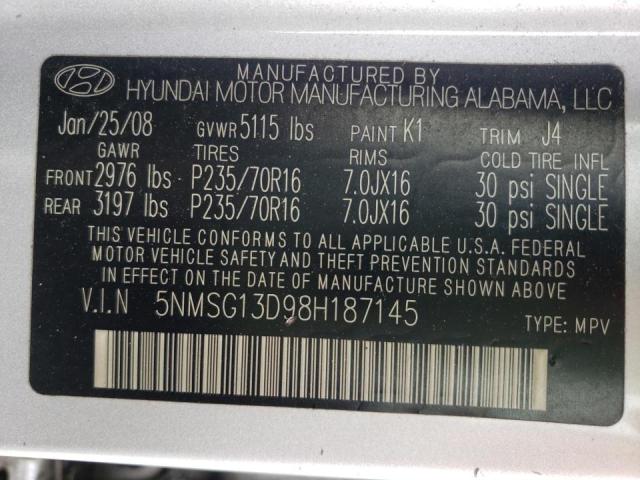 MANUFACTURED BY
HYUNDAI MOTOR MANUFACTURING ALABAMA, LLC
Jan/25/08 GVWR 5115 lbs PAINT K1 TRIM J4
GAWR TIRES RIMS COLD TIRE INFL
FRONT 2976 lbs P235/70R16 7.0JX16 30 psi SINGLE
REAR 3197 lbs P235/70R16 7.0JX16 30 psi SINGLE
THIS VEHICLE CONFORMS TO ALL APPLICABLE U.S.A. FEDERAL
MOTOR VEHICLE SAFETY AND THEFT PREVENTION STANDARDS
IN EFFECT ON THE DATE OF MANUFACTURE SHOWN ABOVE
V.I.N 5NMSG13D98H187145
TYPE: MPV